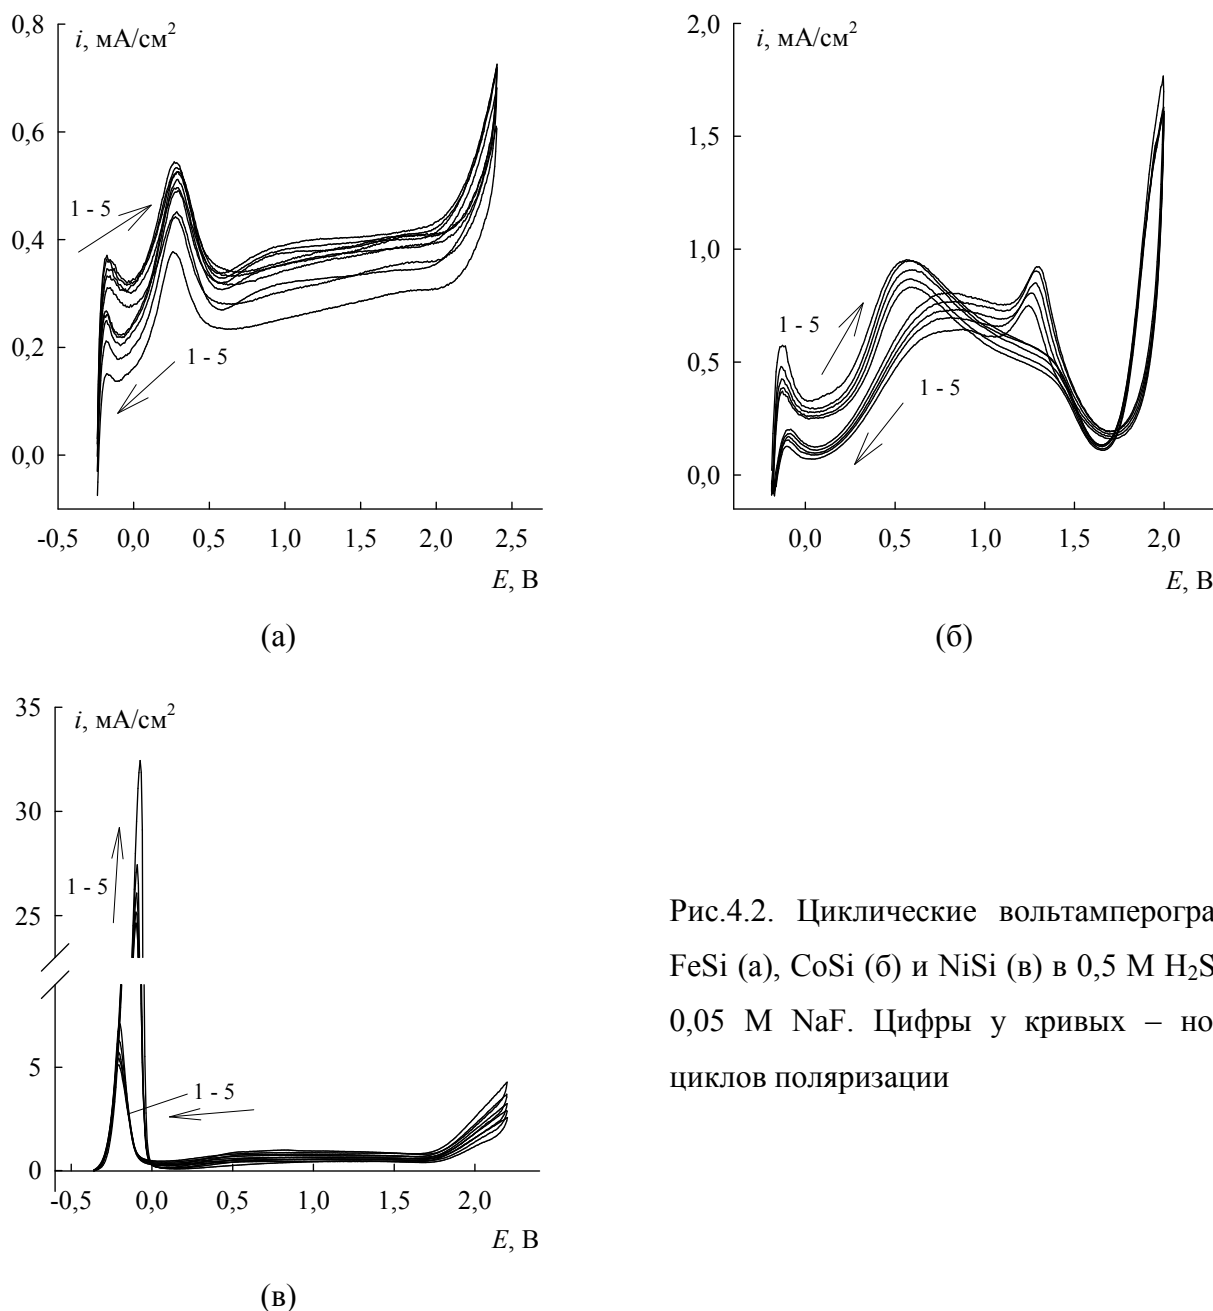 0,8
i, мА/см²
0,6
1 - 5
0,4
0,2
1 - 5
0,0
-0,5 0,0 0,5 1,0 1,5 2,0 2,5
E, В
(а)
2,0
i, мА/см²
1,5
1,0
1 - 5
0,5
1 - 5
0,0
0,0 0,5 1,0 1,5 2,0
E, В
(б)
35
i, мА/см²
30
1 - 5
25
5
1 - 5
0
-0,5 0,0 0,5 1,0 1,5 2,0
E, В
(в)
Рис.4.2. Циклические вольтамперогра
FeSi (а), CoSi (б) и NiSi (в) в 0,5 М H₂S
0,05 М NaF. Цифры у кривых – но
циклов поляризации